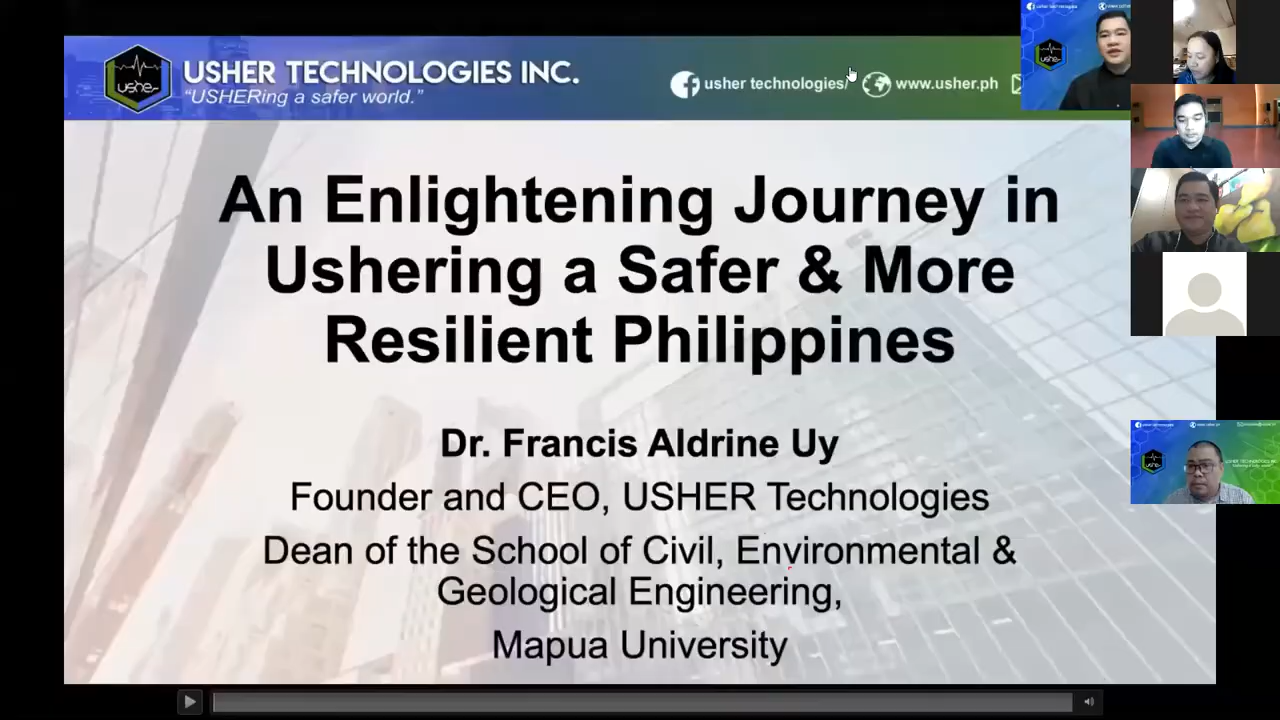 ushe
USHER TECHNOLOGIES INC.
"USHERing a safer world."
usher technologies/
www.usher.ph
An Enlightening Journey in
Ushering a Safer & More
Resilient Philippines
Dr. Francis Aldrine Uy
Founder and CEO, USHER Technologies
Dean of the School of Civil, Environmental &
Geological Engineering,
Mapua University